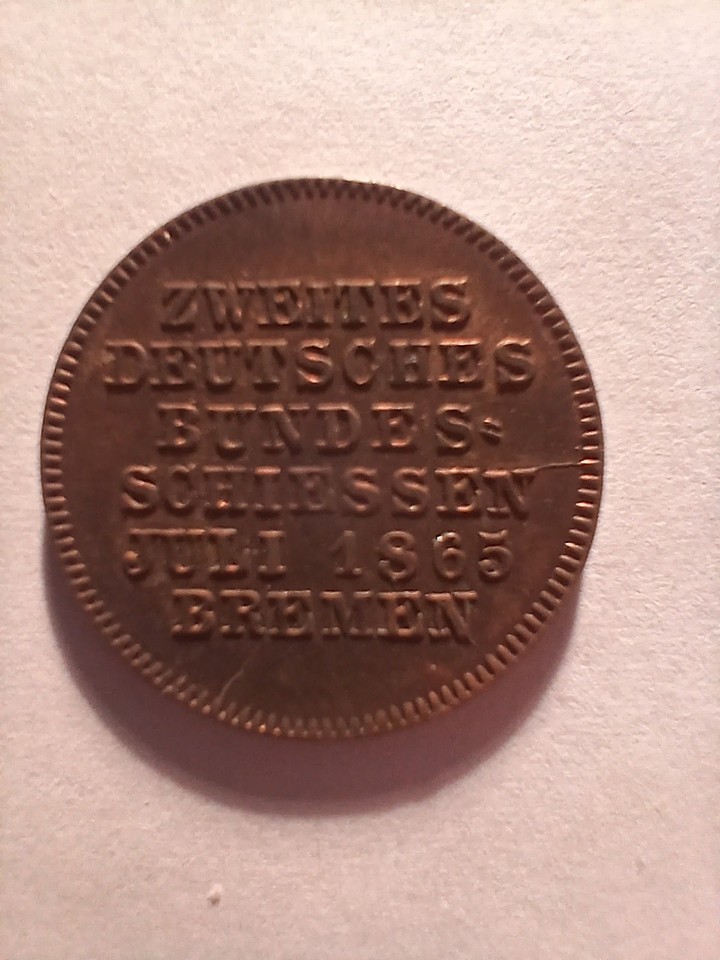 ZWEITES
DEUTSCHES
BUNDES-
SCHIESSEN
JULI 1865
BREMEN